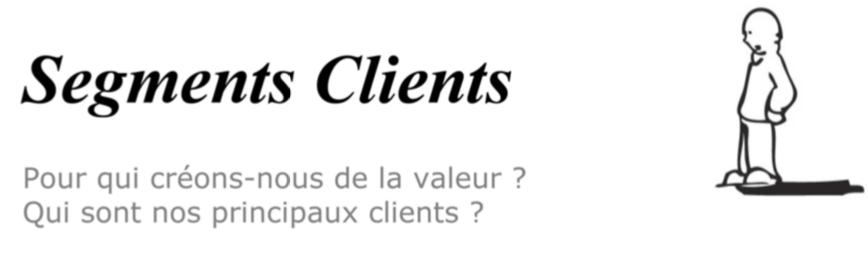 Segments Clients
Pour qui créons-nous de la valeur ?
Qui sont nos principaux clients ?